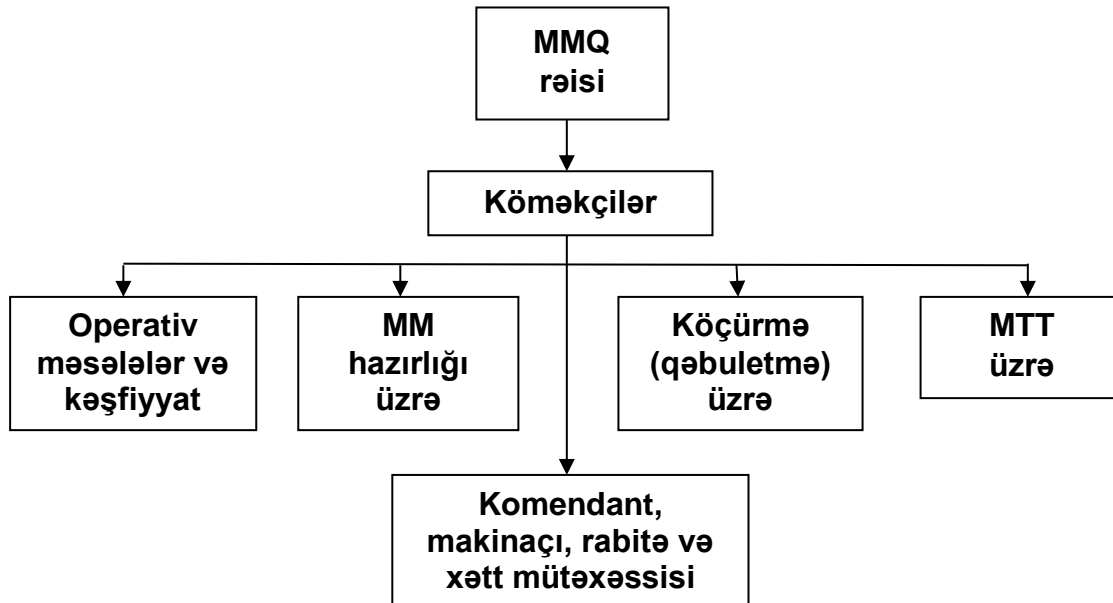 MMQ
rəisi
Köməkçilər
Operativ
məsələlər və
kəşfiyyat
MM
hazırlığı
üzrə
Köçürmə
(qəbuletmə)
üzrə
MTT
üzrə
Komendant,
makinaçı, rabitə və
xətt mütəxəssisi